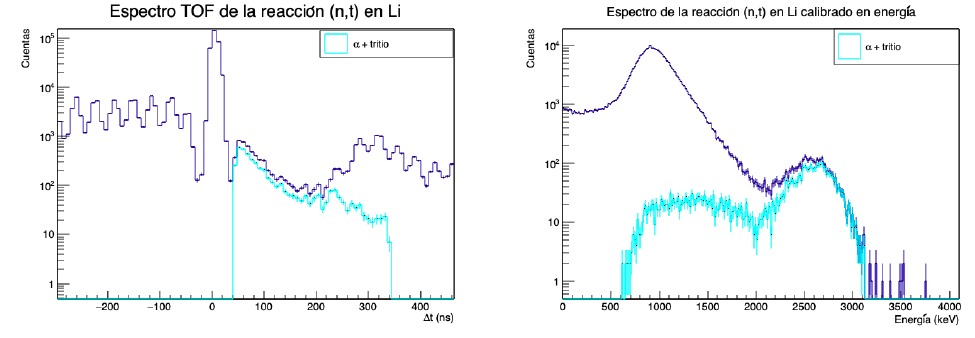 Espectro TOF de la reacción (n,t) en Li
Cuentas
α + tritio
10⁵
10⁴
10³
10²
10
1
−200 −100 0 100 200 300 400
Δt (ns)
Espectro de la reacción (n,t) en Li calibrado en energía
Cuentas
α + tritio
10⁴
10³
10²
10
1
0 500 1000 1500 2000 2500 3000 3500 4000
Energía (keV)